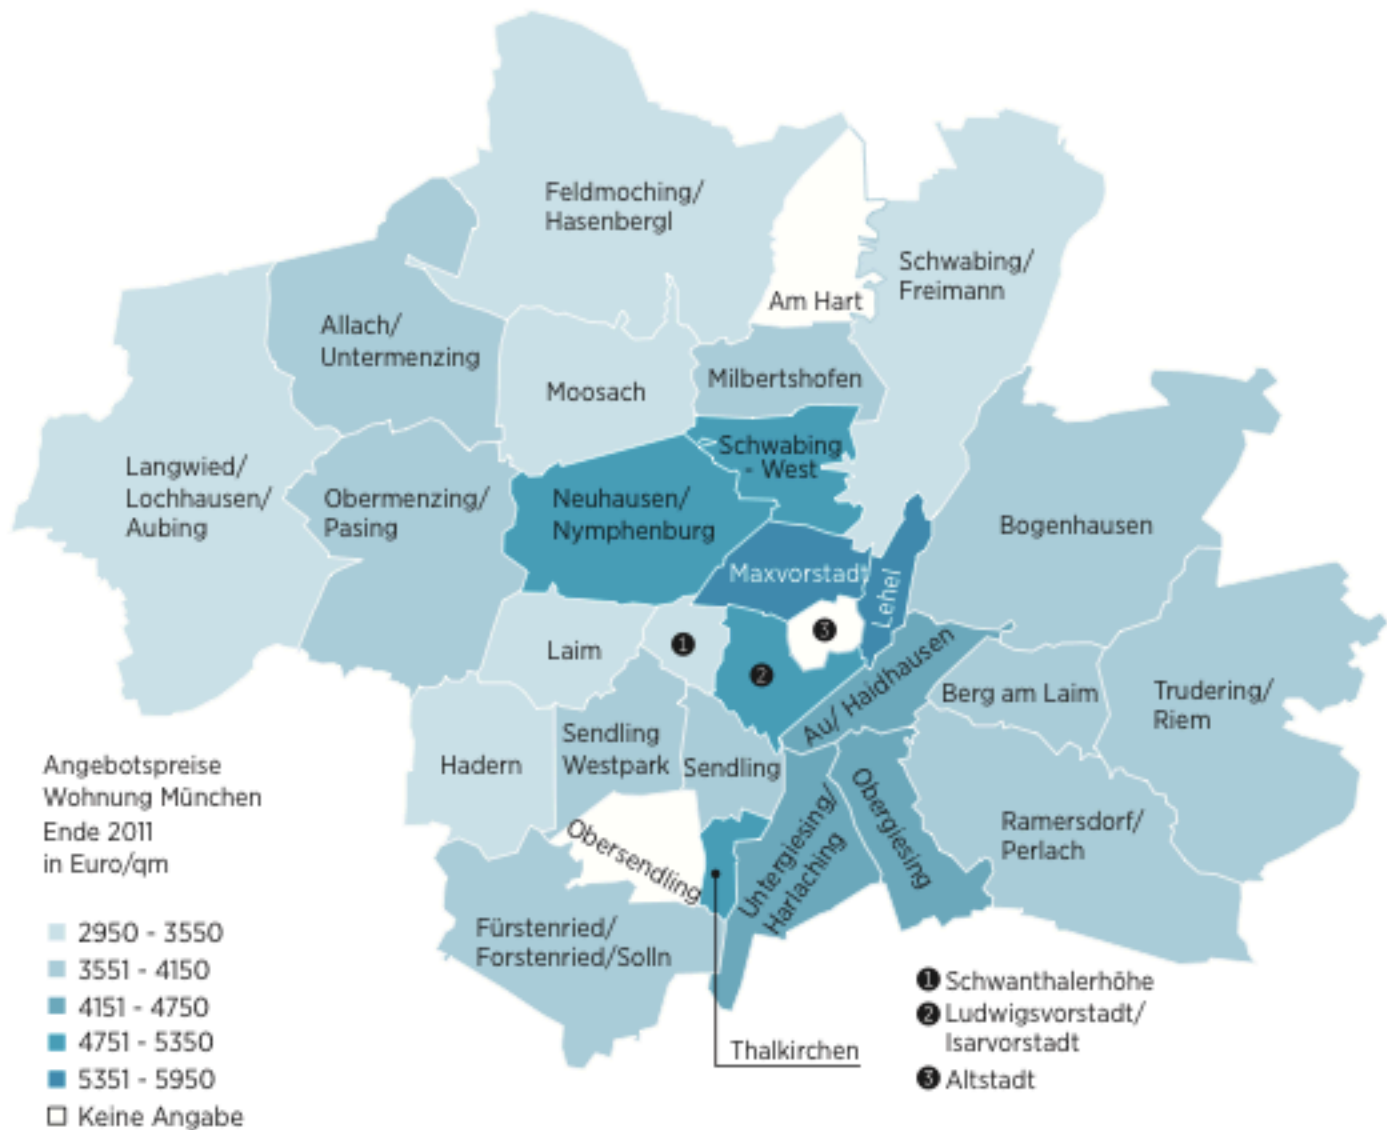 Feldmoching/
Hasenbergl
Am Hart
Schwabing/
Freimann
Allach/
Untermenzing
Moosach
Milbertshofen
Schwabing
- West
Langwied/
Lochhausen/
Aubing
Obermenzing/
Pasing
Neuhausen/
Nymphenburg
Bogenhausen
Maxvorstadt
Lehel
Laim
1
2
3
Au/ Haidhausen
Berg am Laim
Trudering/
Riem
Hadern
Sendling
Westpark
Sendling
Obersendling
Untergiesing/
Harlaching
Obergiesing
Ramersdorf/
Perlach
Fürstenried/
Forstenried/Solln
Thalkirchen
Angebotspreise
Wohnung München
Ende 2011
in Euro/qm
2950 - 3550
3551 - 4150
4151 - 4750
4751 - 5350
5351 - 5950
Keine Angabe
1 Schwanthalerhöhe
2 Ludwigsvorstadt/
Isarvorstadt
3 Altstadt